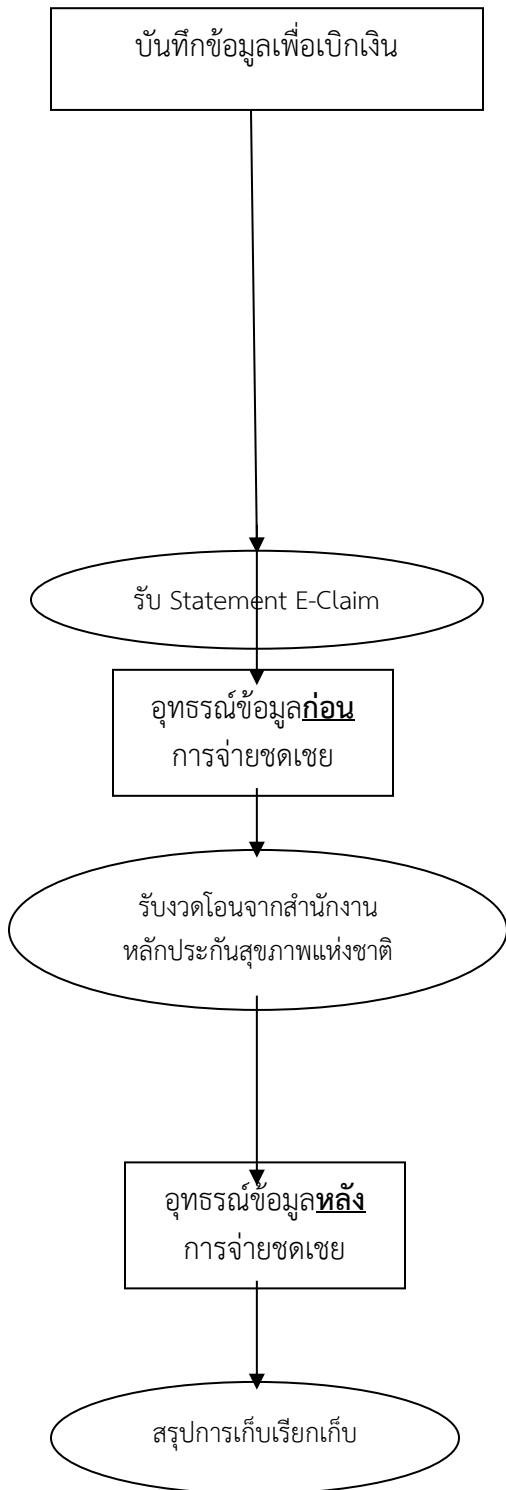 บันทึกข้อมูลเพื่อเบิกเงิน
รับ Statement E-Claim
อุทธรณ์ข้อมูลก่อน
การจ่ายชดเชย
รับงวดโอนจากสำนักงาน
หลักประกันสุขภาพแห่งชาติ
อุทธรณ์ข้อมูลหลัง
การจ่ายชดเชย
สรุปการเก็บเรียกเก็บ